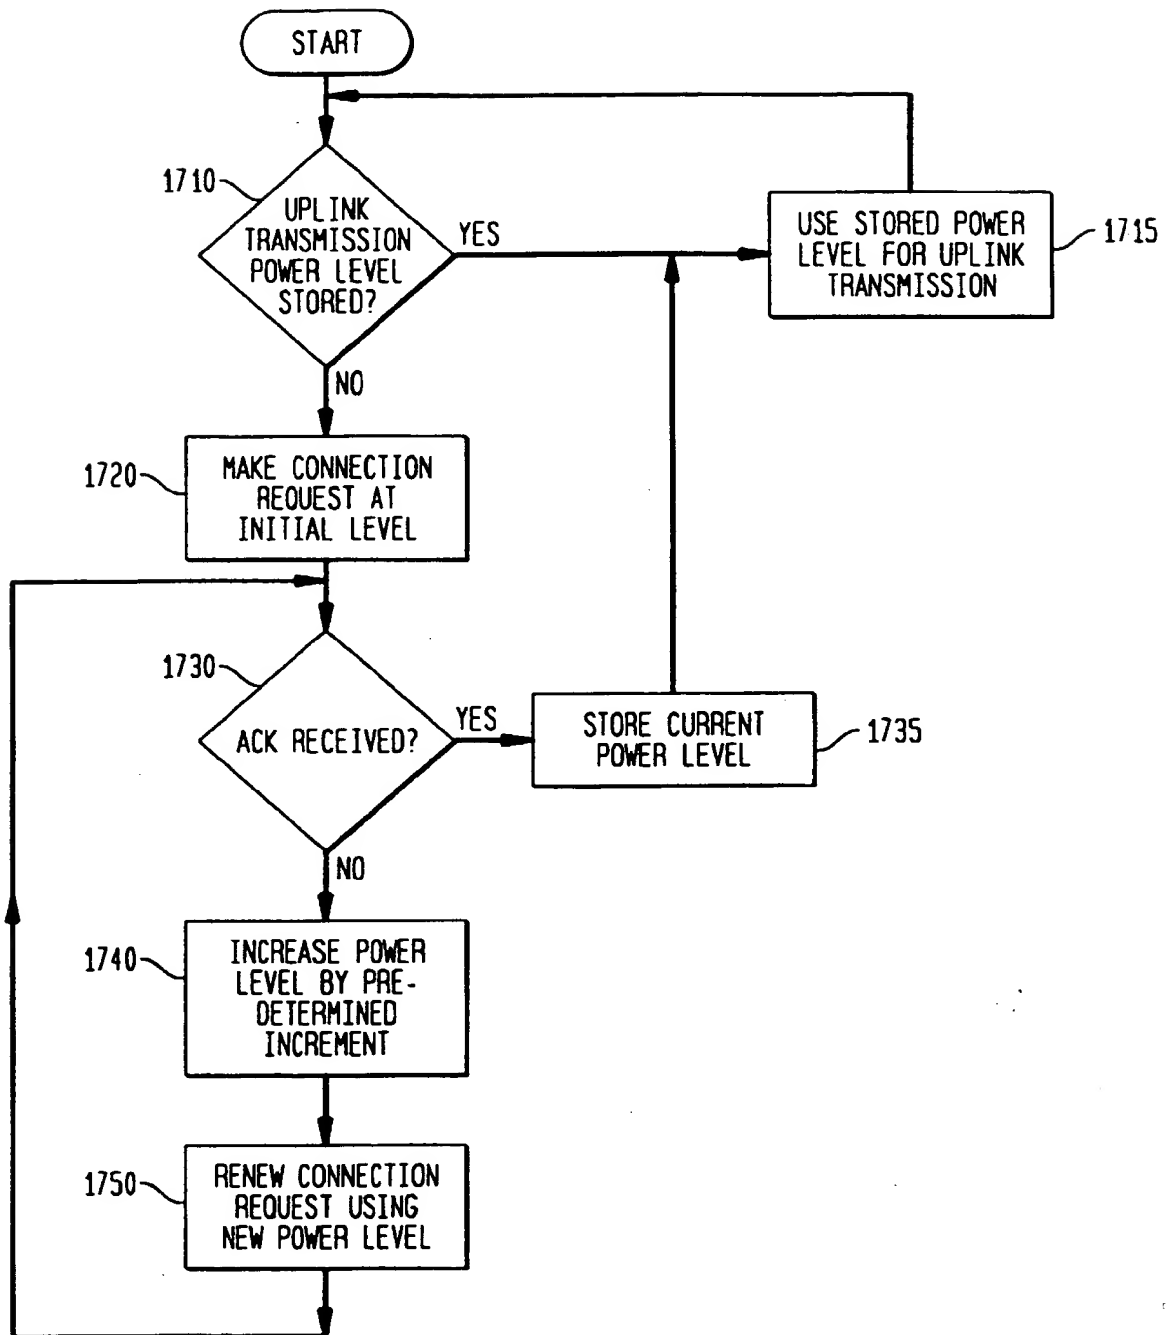 START
1710
UPLINK
TRANSMISSION
POWER LEVEL
STORED?
YES
USE STORED POWER
LEVEL FOR UPLINK
TRANSMISSION
1715
NO
1720
MAKE CONNECTION
REQUEST AT
INITIAL LEVEL
1730
ACK RECEIVED?
YES
STORE CURRENT
POWER LEVEL
1735
NO
1740
INCREASE POWER
LEVEL BY PRE-
DETERMINED
INCREMENT
1750
RENEW CONNECTION
REQUEST USING
NEW POWER LEVEL